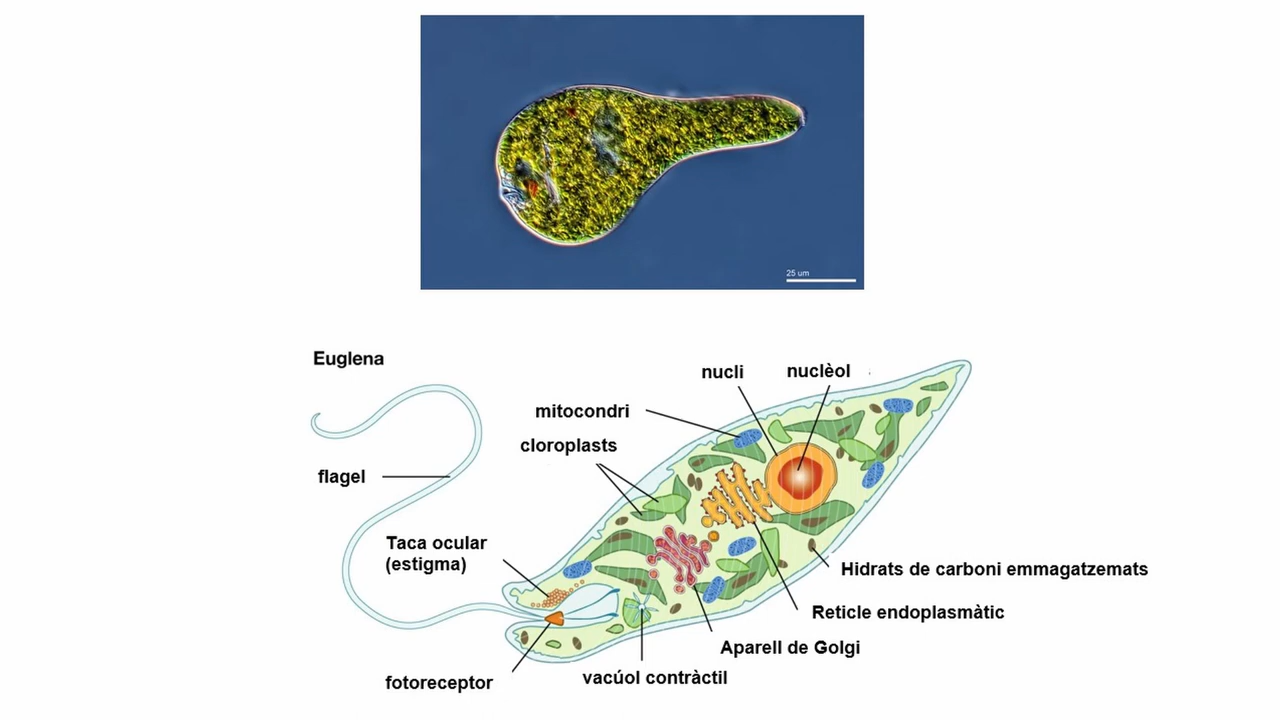 25 um
Euglena
nucli
nuclèol
mitocondri
cloroplasts
flagel
Taca ocular
(estigma)
Hidrats de carboni emmagatzemats
Reticle endoplasmàtic
Aparell de Golgi
vacúol contràctil
fotoreceptor